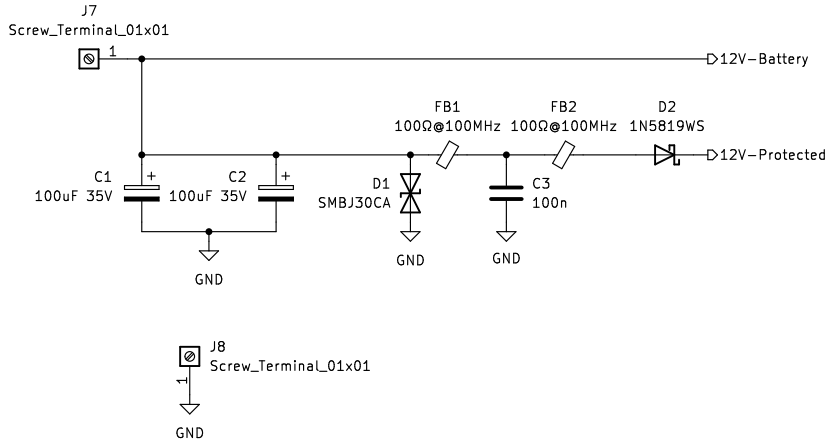 J7
Screw_Terminal_01x01
1
12V-Battery
FB1
100Ω@100MHz
FB2
100Ω@100MHz
D2
1N5819WS
12V-Protected
C1
100uF 35V
+
C2
100uF 35V
+
D1
SMBJ30CA
C3
100n
GND
GND
GND
J8
Screw_Terminal_01x01
1
GND